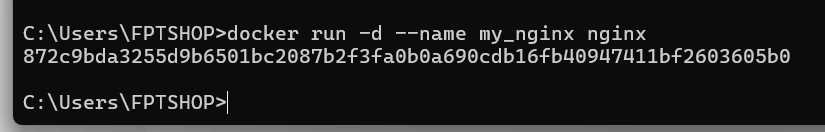 C:\Users\FPTSHOP>docker run -d --name my_nginx nginx
872c9bda3255d9b6501bc2087b2f3fa0b0a690cdb16fb40947411bf2603605b0
C:\Users\FPTSHOP>